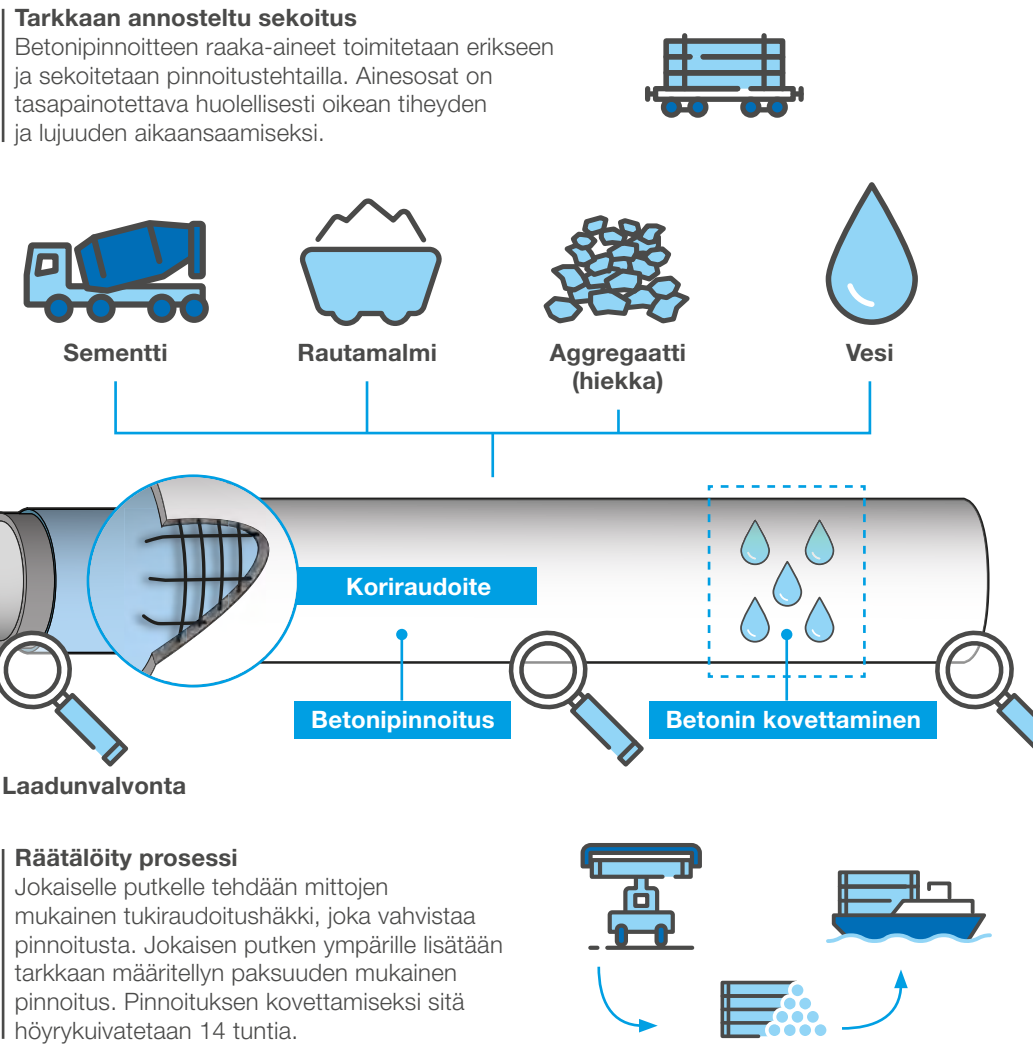 Tarkkaan annosteltu sekoitus
Betonipinnoitteen raaka-aineet toimitetaan erikseen
ja sekoitetaan pinnoitustehtailla. Ainesosat on
tasapainotettava huolellisesti oikean tiheyden
ja lujuuden aikaansaamiseksi.
Sementti
Rautamalmi
Aggregaatti
(hiekka)
Vesi
Koriraudoite
Betonipinnoitus
Betonin kovettaminen
Laadunvalvonta
Räätälöity prosessi
Jokaiselle putkelle tehdään mittojen
mukainen tukiraudoitushäkki, joka vahvistaa
pinnoitusta. Jokaisen putken ympärille lisätään
tarkkaan määritellyn paksuuden mukainen
pinnoitus. Pinnoituksen kovettamiseksi sitä
höyrykuivatetaan 14 tuntia.